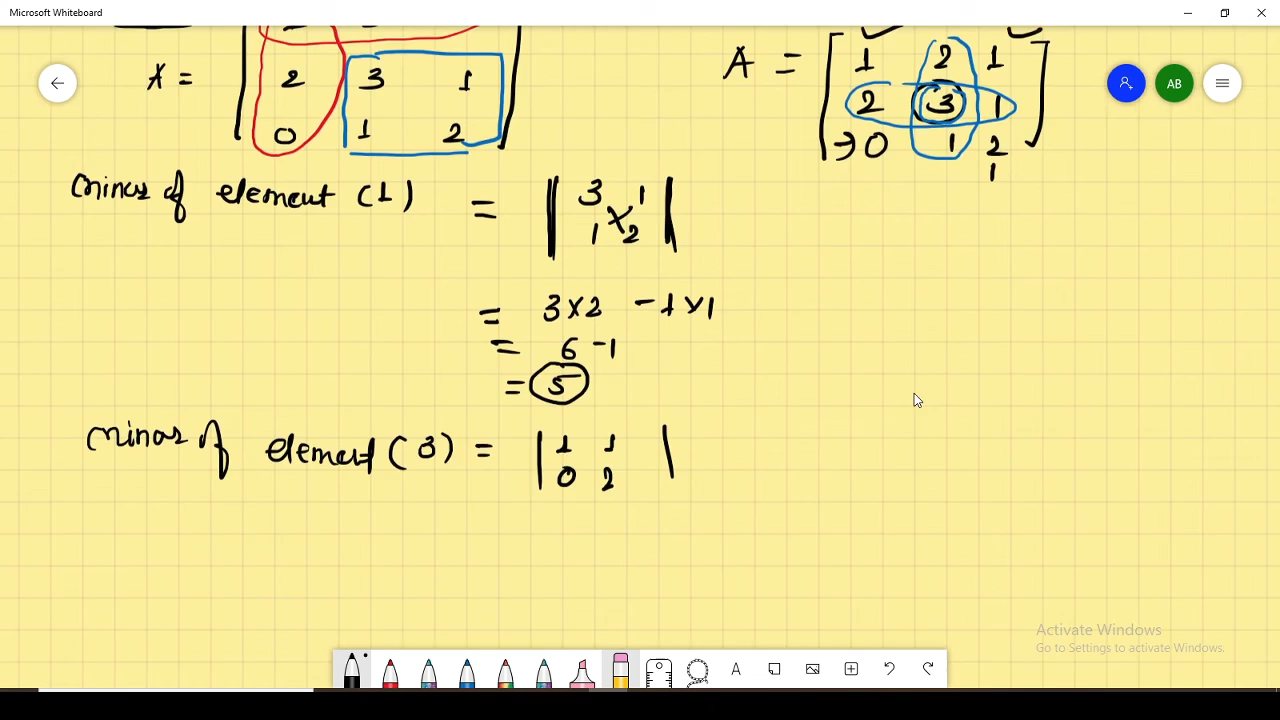 Microsoft Whiteboard
AB
A = 2 3 1
0 1 2
A = [ 1 2 1
2 3 1
→ 0 1 2 ]
1
minor of element (1) = | 3 1
1 2 |
= 3 x 2 - 1 x 1
= 6 - 1
= 5
minor of element (3) = | 1 1
0 2 |
Activate Windows
Go to Settings to activate Windows.
A